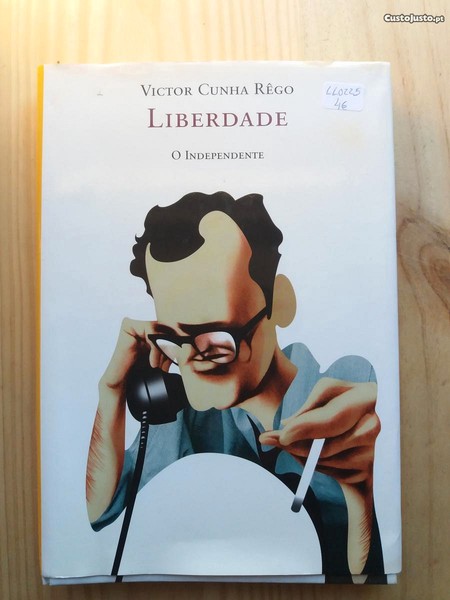 CustoJusto.pt
VICTOR CUNHA RÊGO
LIBERDADE
O INDEPENDENTE